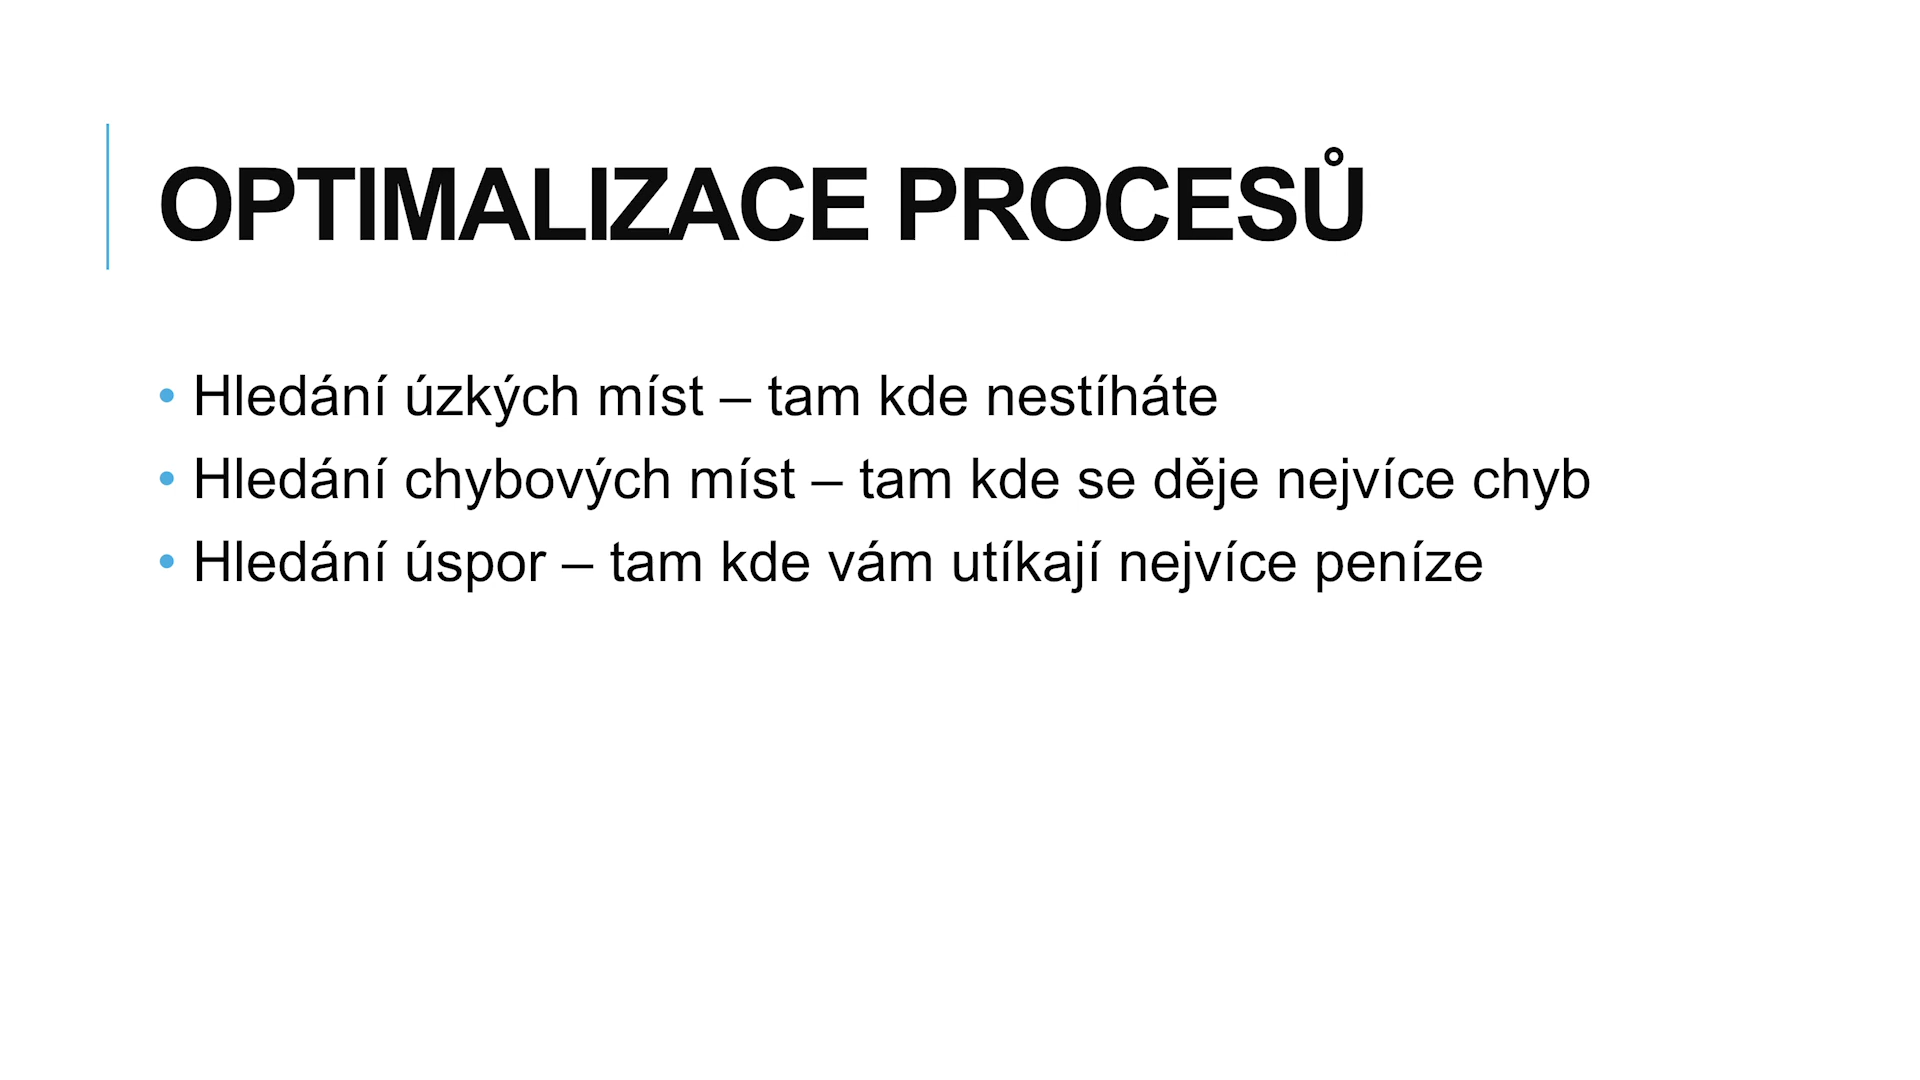 OPTIMALIZACE PROCESŮ
• Hledání úzkých míst – tam kde nestíháte
• Hledání chybových míst – tam kde se děje nejvíce chyb
• Hledání úspor – tam kde vám utíkají nejvíce peníze